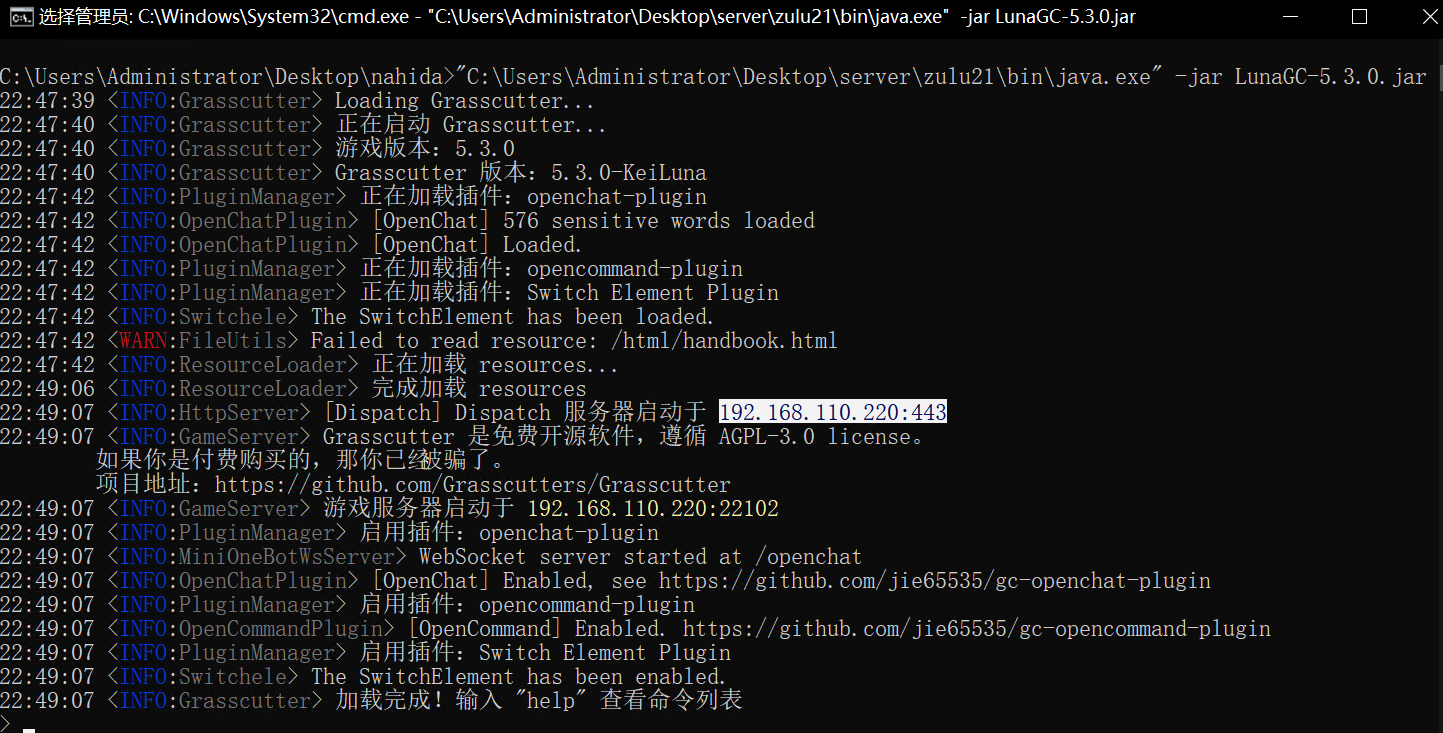 选择管理员: C:\Windows\System32\cmd.exe - "C:\Users\Administrator\Desktop\server\zulu21\bin\java.exe" -jar LunaGC-5.3.0.jar
C:\Users\Administrator\Desktop\nahida>"C:\Users\Administrator\Desktop\server\zulu21\bin\java.exe" -jar LunaGC-5.3.0.jar
22:47:39 <INFO:Grasscutter> Loading Grasscutter...
22:47:40 <INFO:Grasscutter> 正在启动 Grasscutter...
22:47:40 <INFO:Grasscutter> 游戏版本：5.3.0
22:47:40 <INFO:Grasscutter> Grasscutter 版本：5.3.0-KeiLuna
22:47:42 <INFO:PluginManager> 正在加载插件：openchat-plugin
22:47:42 <INFO:OpenChatPlugin> [OpenChat] 576 sensitive words loaded
22:47:42 <INFO:OpenChatPlugin> [OpenChat] Loaded.
22:47:42 <INFO:PluginManager> 正在加载插件：opencommand-plugin
22:47:42 <INFO:PluginManager> 正在加载插件：Switch Element Plugin
22:47:42 <INFO:Switchele> The SwitchElement has been loaded.
22:47:42 <WARN:FileUtils> Failed to read resource: /html/handbook.html
22:47:42 <INFO:ResourceLoader> 正在加载 resources...
22:49:06 <INFO:ResourceLoader> 完成加载 resources
22:49:07 <INFO:HttpServer> [Dispatch] Dispatch 服务器启动于 192.168.110.220:443
22:49:07 <INFO:GameServer> Grasscutter 是免费开源软件，遵循 AGPL-3.0 license。
如果你是付费购买的，那你已经被骗了。
项目地址：https://github.com/Grasscutters/Grasscutter
22:49:07 <INFO:GameServer> 游戏服务器启动于 192.168.110.220:22102
22:49:07 <INFO:PluginManager> 启用插件：openchat-plugin
22:49:07 <INFO:MiniOneBotWsServer> WebSocket server started at /openchat
22:49:07 <INFO:OpenChatPlugin> [OpenChat] Enabled, see https://github.com/jie65535/gc-openchat-plugin
22:49:07 <INFO:PluginManager> 启用插件：opencommand-plugin
22:49:07 <INFO:OpenCommandPlugin> [OpenCommand] Enabled. https://github.com/jie65535/gc-opencommand-plugin
22:49:07 <INFO:PluginManager> 启用插件：Switch Element Plugin
22:49:07 <INFO:Switchele> The SwitchElement has been enabled.
22:49:07 <INFO:Grasscutter> 加载完成！输入 "help" 查看命令列表
>